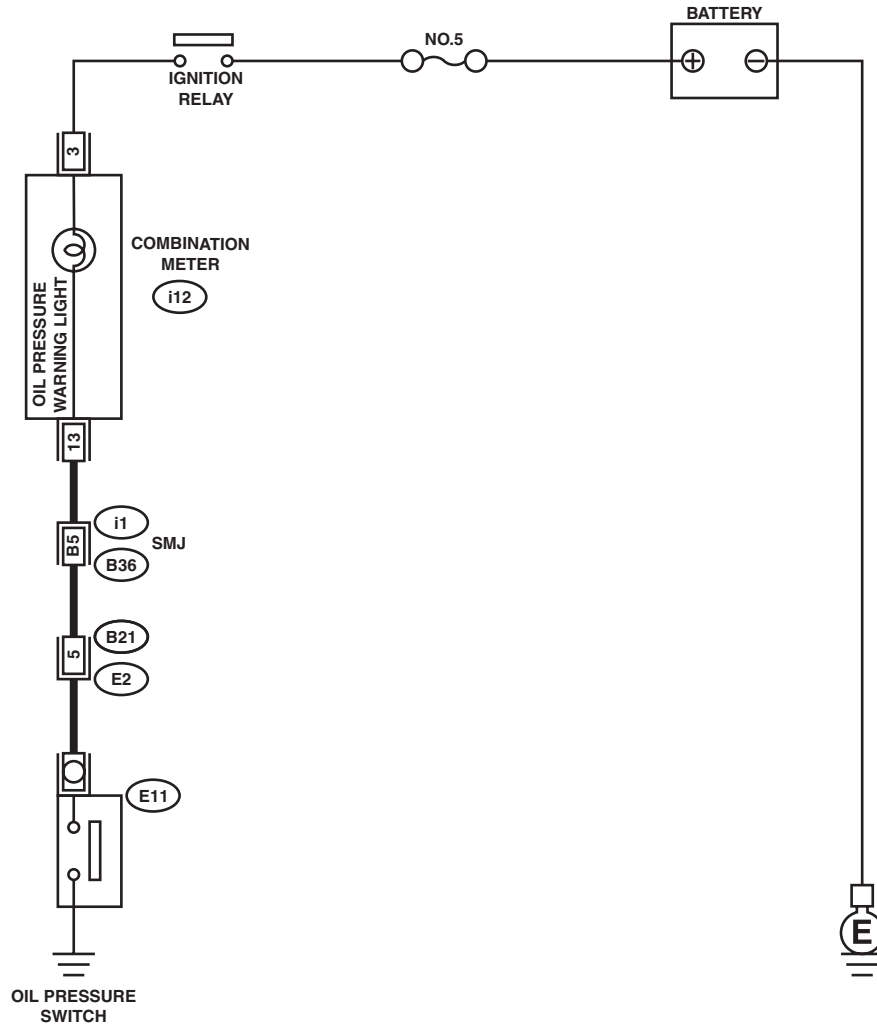 BATTERY
NO.5
IGNITION
RELAY
3
OIL PRESSURE
WARNING LIGHT
COMBINATION
METER
i12
13
B5
i1
SMJ
B36
5
B21
E2
E11
E
OIL PRESSURE
SWITCH